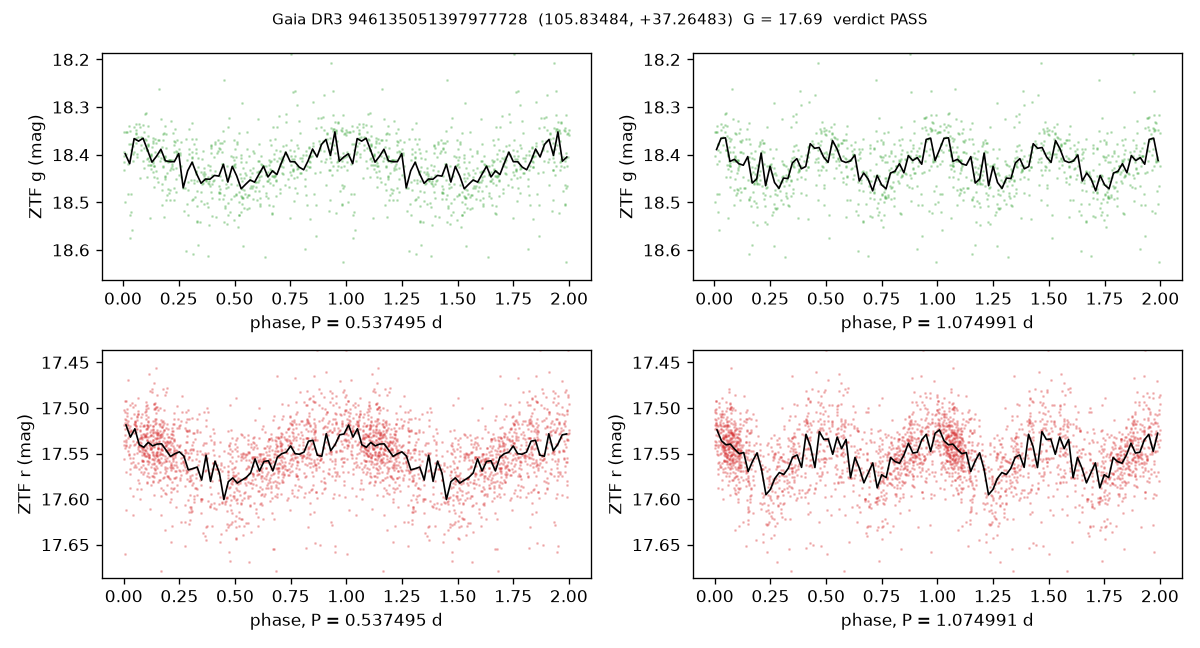 Gaia DR3 946135051397977728 (105.83484, +37.26483) G = 17.69 verdict PASS
18.2
18.3
18.4
18.5
18.6
ZTF g (mag)
0.00 0.25 0.50 0.75 1.00 1.25 1.50 1.75 2.00
phase, P = 0.537495 d
18.2
18.3
18.4
18.5
18.6
ZTF g (mag)
0.00 0.25 0.50 0.75 1.00 1.25 1.50 1.75 2.00
phase, P = 1.074991 d
17.45
17.50
17.55
17.60
17.65
ZTF r (mag)
0.00 0.25 0.50 0.75 1.00 1.25 1.50 1.75 2.00
phase, P = 0.537495 d
17.45
17.50
17.55
17.60
17.65
ZTF r (mag)
0.00 0.25 0.50 0.75 1.00 1.25 1.50 1.75 2.00
phase, P = 1.074991 d